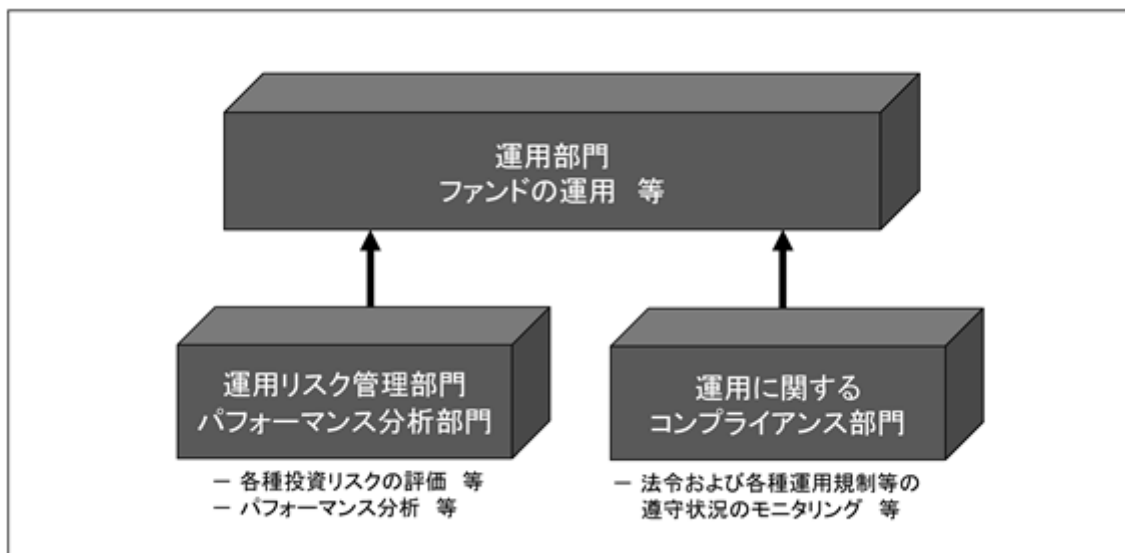 運用部門
ファンドの運用　等
運用リスク管理部門
パフォーマンス分析部門
－ 各種投資リスクの評価　等
－ パフォーマンス分析　等
運用に関する
コンプライアンス部門
－ 法令および各種運用規制等の
遵守状況のモニタリング　等